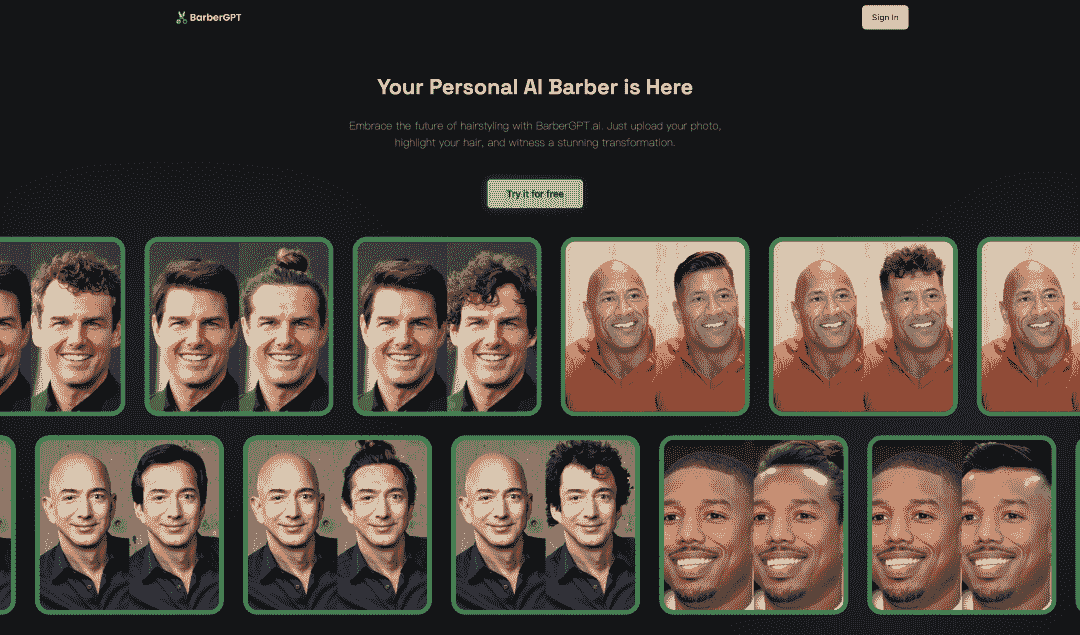 BarberGPT
Sign In
Your Personal AI Barber is Here
Embrace the future of hairstyling with BarberGPT.ai. Just upload your photo,
highlight your hair, and witness a stunning transformation.
Try it for free